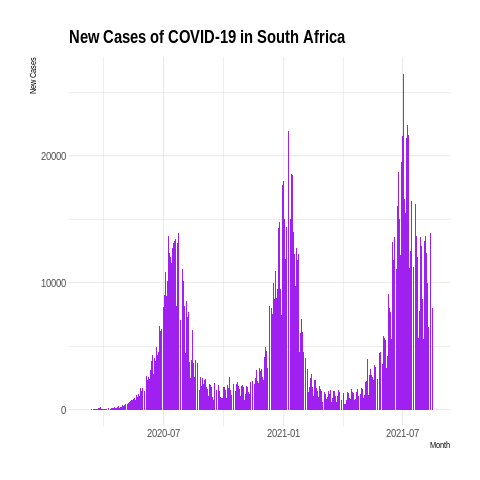 New Cases of COVID-19 in South Africa
New Cases
20000
10000
0
2020-07
2021-01
2021-07
Month